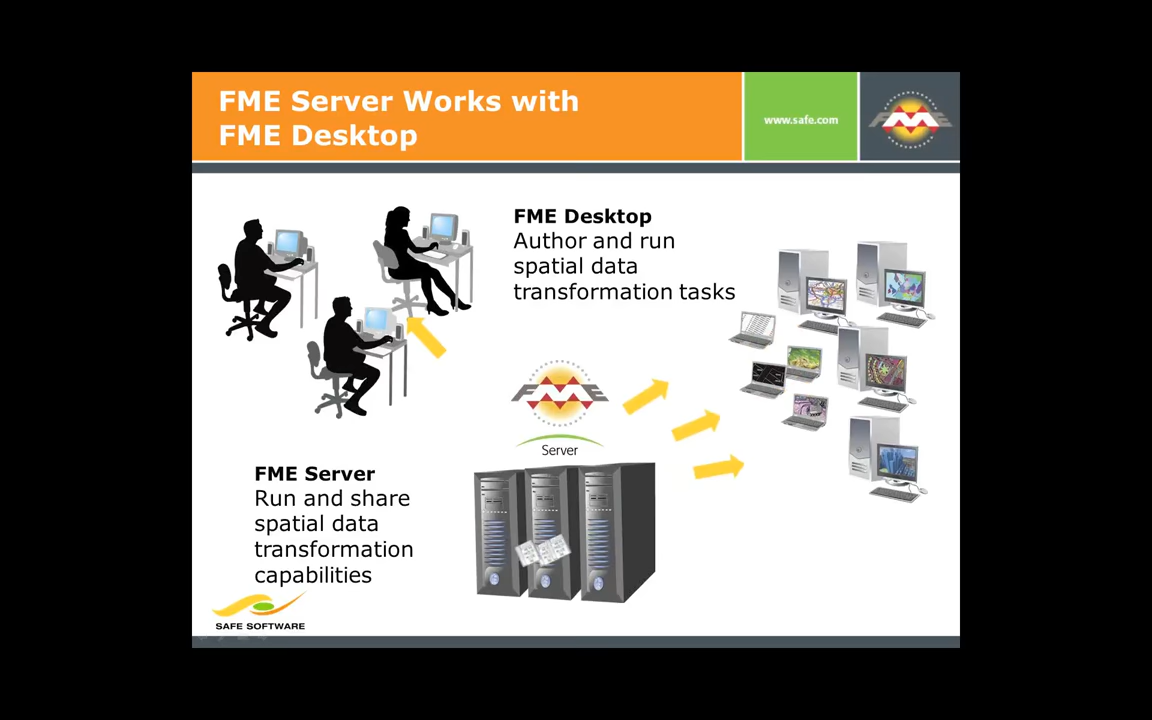 FME Server Works with
FME Desktop
www.safe.com
FME
FME Desktop
Author and run
spatial data
transformation tasks
FME
Server
FME Server
Run and share
spatial data
transformation
capabilities
SAFE SOFTWARE